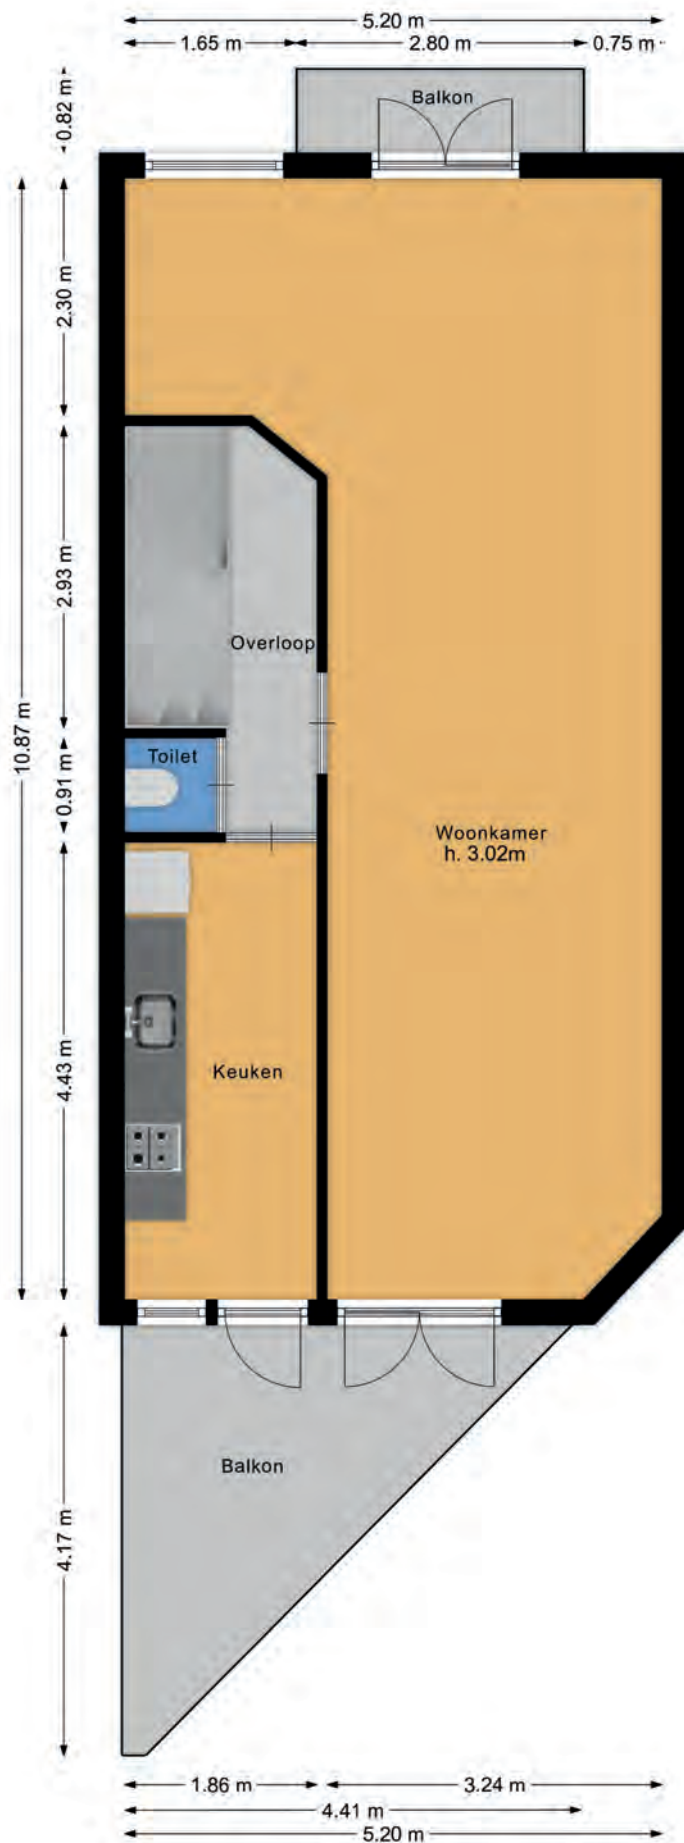 5.20 m
1.65 m
2.80 m
0.75 m
0.82 m
Balkon
2.30 m
10.87 m
2.93 m
Overloop
0.91 m
Toilet
Woonkamer
h. 3.02m
4.43 m
Keuken
Balkon
4.17 m
1.86 m
3.24 m
4.41 m
5.20 m